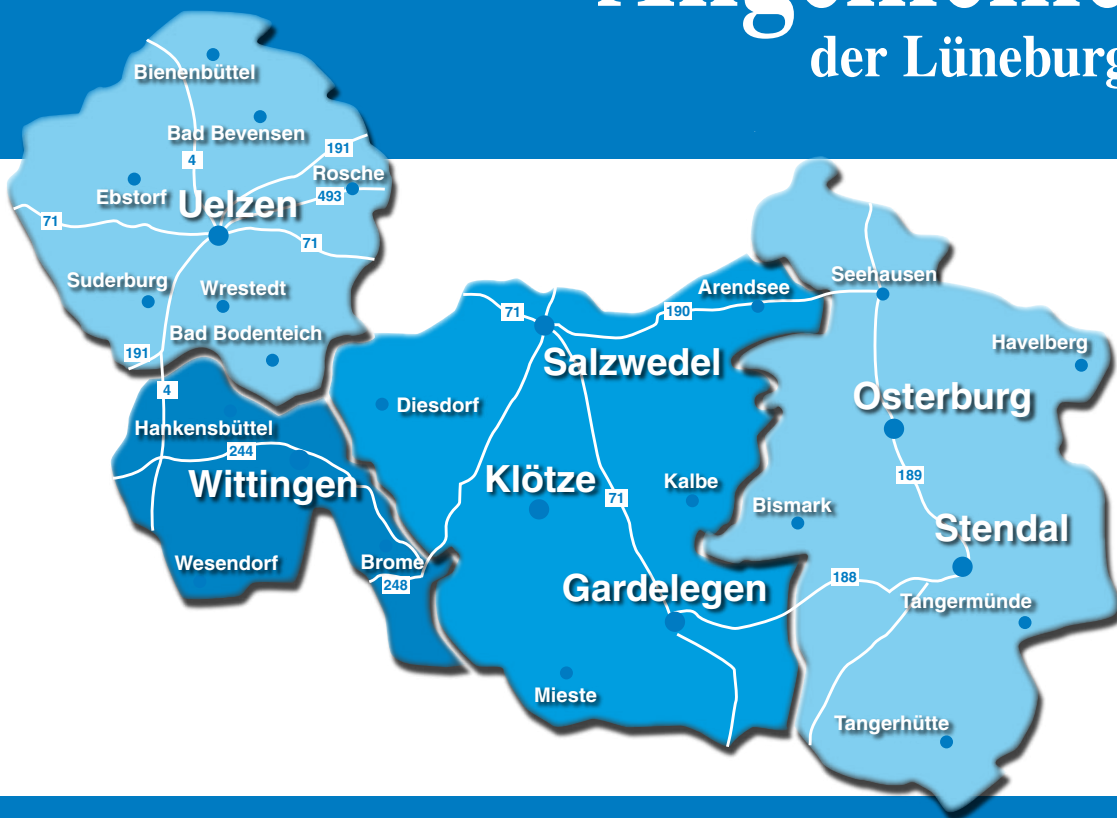 der Lüneburg
Bienenbüttel
Bad Bevensen
191
4
Rosche
Ebstorf
Uelzen
493
71
71
Suderburg
Wrestedt
Bad Bodenteich
191
4
Hankensbüttel
244
Wittingen
Wesendorf
Brome
248
71
190
Arendsee
Salzwedel
Diesdorf
Klötze
71
Kalbe
Gardelegen
Mieste
Seehausen
Havelberg
Osterburg
189
Bismark
Stendal
188
Tangermünde
Tangerhütte